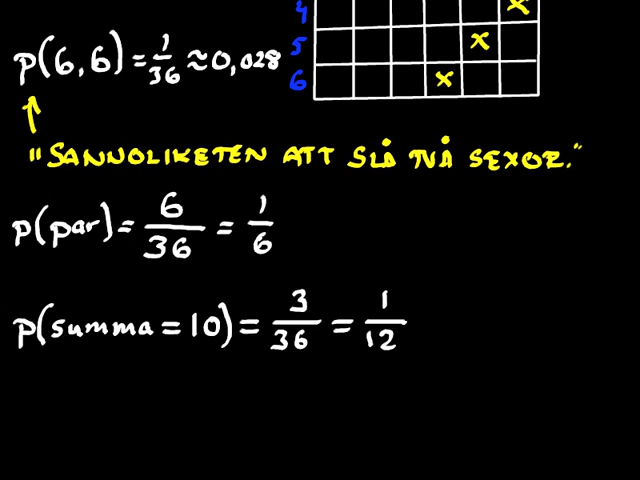 4
x
5
x
p(6,6)=1/36≈0,028
6
x
"SANNOLIKETEN ATT SLÅ TVÅ SEXOR."
p(par)=6/36=1/6
p(summa=10)=3/36=1/12